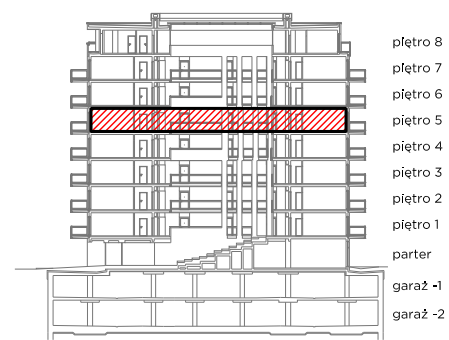 piętro 8
piętro 7
piętro 6
piętro 5
piętro 4
piętro 3
piętro 2
piętro 1
parter
garaż -1
garaż -2